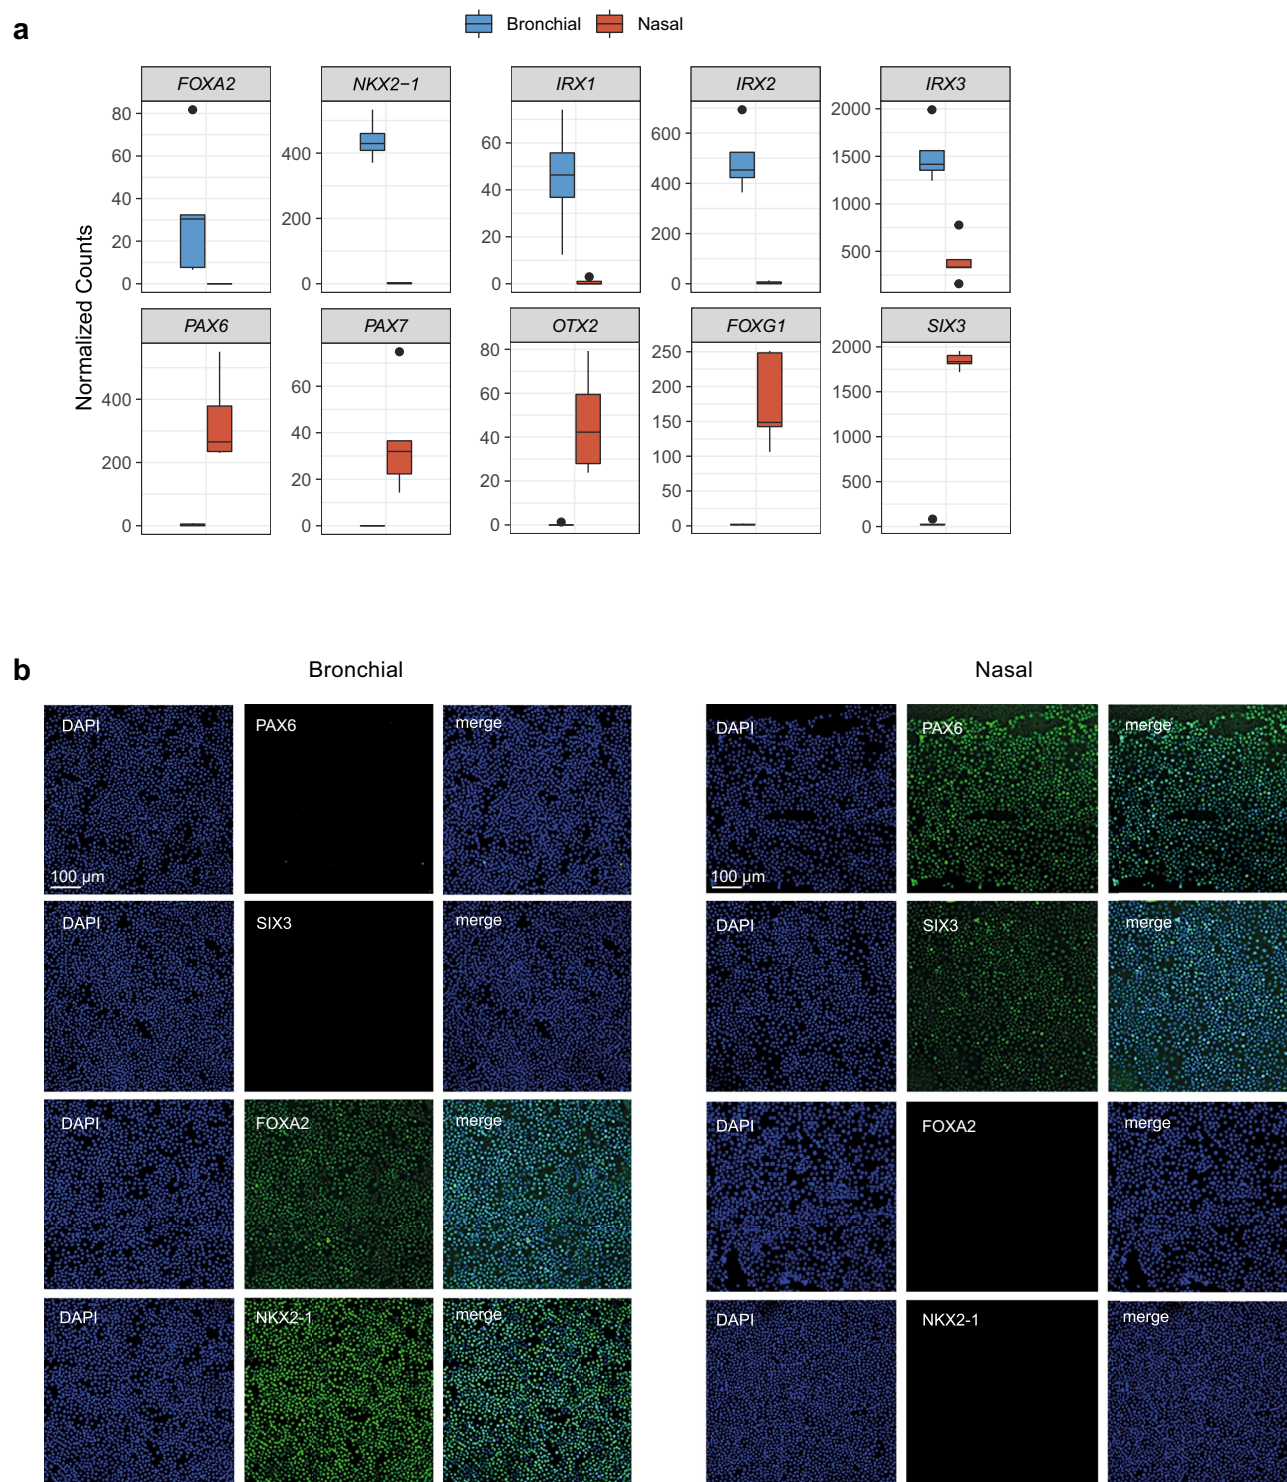 a
Bronchial Nasal
FOXA2 NKX2−1 IRX1 IRX2 IRX3
80 60 40 20 0
400 200 0
60 40 20 0
600 400 200 0
2000 1500 1000 500
Normalized Counts
PAX6 PAX7 OTX2 FOXG1 SIX3
400 200 0
60 40 20 0
80 60 40 20 0
250 200 150 100 50 0
2000 1500 1000 500 0
b
Bronchial Nasal
DAPI PAX6 merge DAPI PAX6 merge
100 µm 100 µm
DAPI SIX3 merge DAPI SIX3 merge
DAPI FOXA2 merge DAPI FOXA2 merge
DAPI NKX2-1 merge DAPI NKX2-1 merge